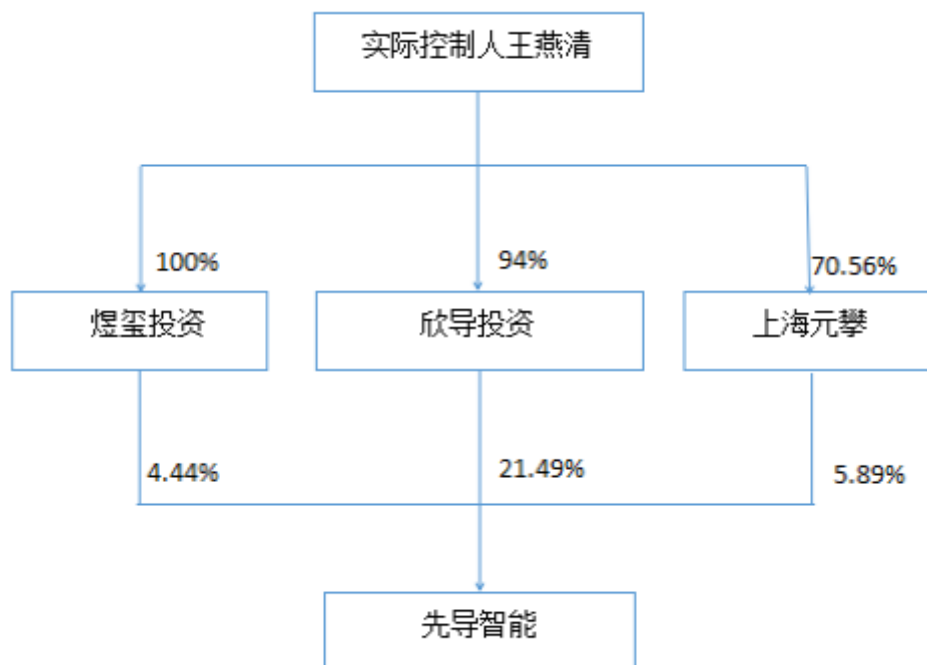 实际控制人王燕清
100%
94%
70.56%
煜玺投资
欣导投资
上海元攀
4.44%
21.49%
5.89%
先导智能